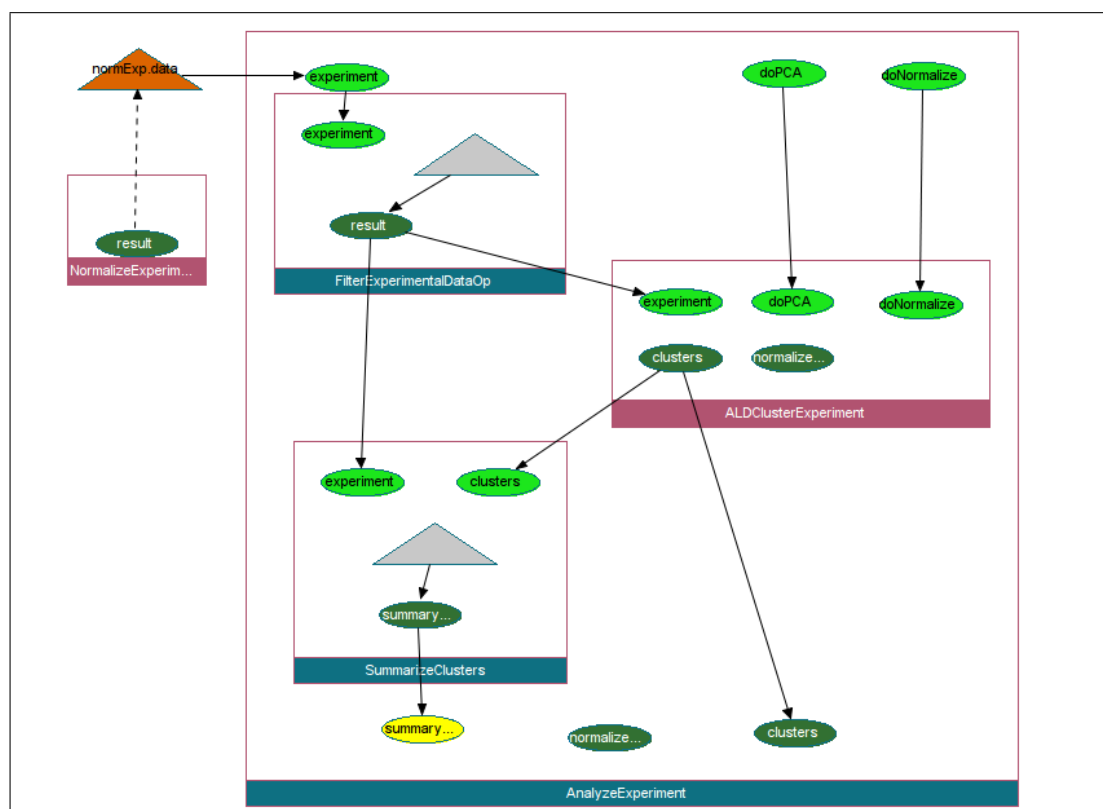 normExp.data
experiment
doPCA
doNormalize
experiment
result
result
NormalizeExperim...
FilterExperimentalDataOp
experiment
doPCA
doNormalize
clusters
normalize...
ALDClusterExperiment
experiment
clusters
summary...
SummarizeClusters
summary...
normalize...
clusters
AnalyzeExperiment